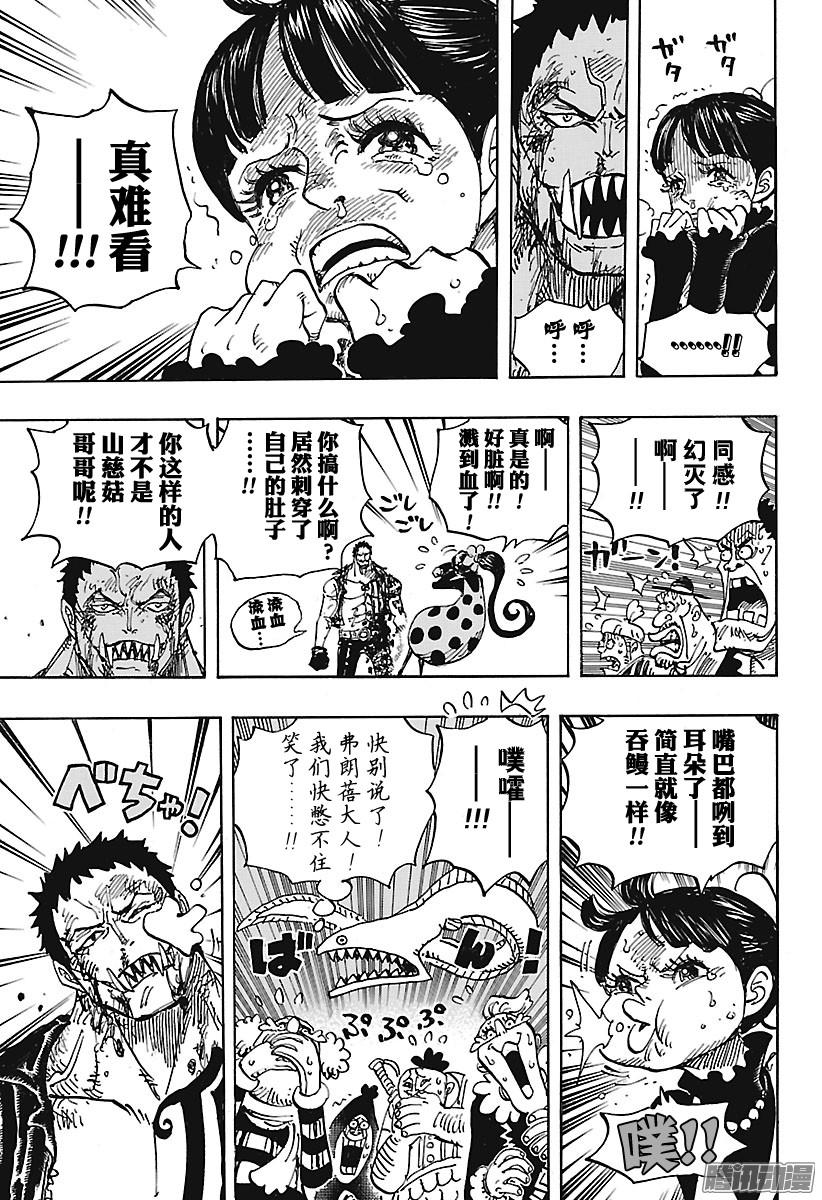 ガタ
ガタ
……!!
呼
呼
……
真难看
——
!!!
同感!!
幻灭了
啊——
!!
ガーーン!
啊——
真是的！
好脏啊!!
溅到血了！
ゴシ
ゴシ
你搞什么啊？
居然刺穿了
自己的肚子
……!!
流血
流血…
你这样的人
才不是
山慈菇
哥哥呢!!
嘴巴都咧到
耳朵了——
简直就像
吞鳗一样!!
噗!!
噗嚯
——
!!!
快别说了！
弗朗蓓大人！
我们快憋不住
笑了……!!
ばん!
ぷぷぷ
べちゃ!
腾讯动漫